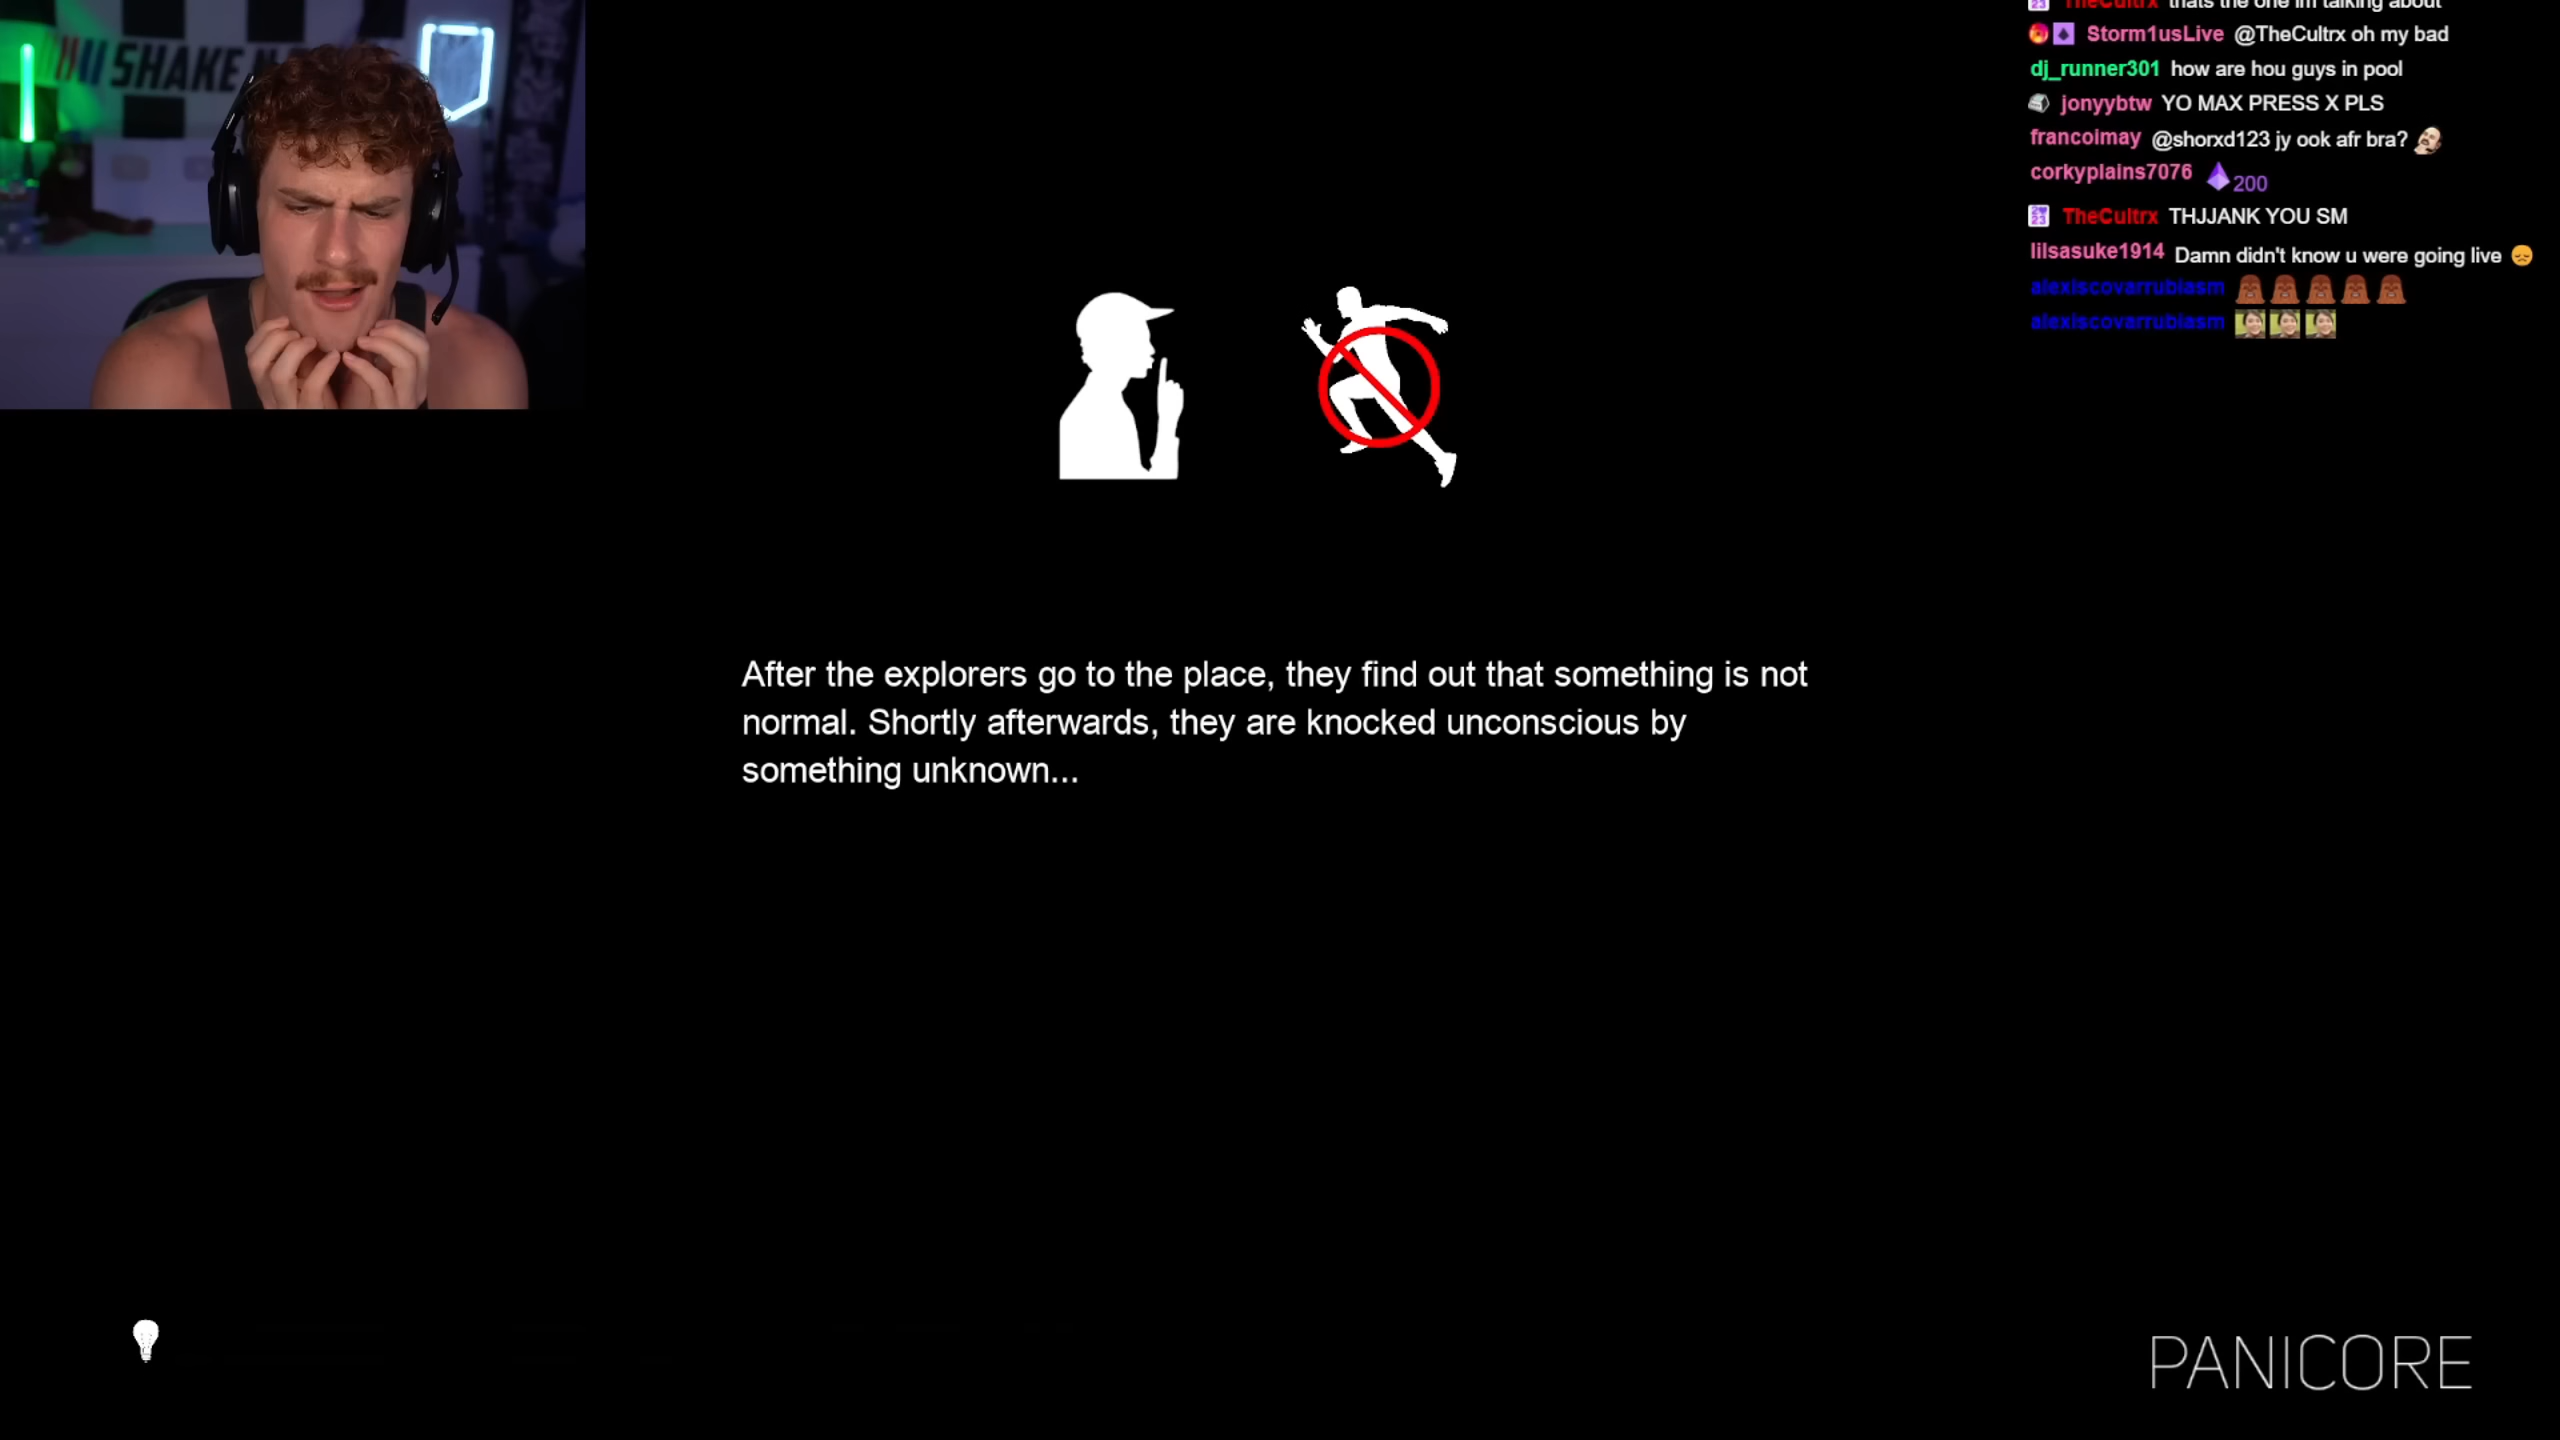 SHAKE
TheCultrx thats the one im talking about
Storm1usLive @TheCultrx oh my bad
dj_runner301 how are hou guys in pool
jonyybtw YO MAX PRESS X PLS
francoimay @shorxd123 jy ook afr bra?
corkyplains7076 200
TheCultrx THJJANK YOU SM
lilsasuke1914 Damn didn't know u were going live
alexiscovarrubiasm
alexiscovarrubiasm
After the explorers go to the place, they find out that something is not
normal. Shortly afterwards, they are knocked unconscious by
something unknown...
PANICORE